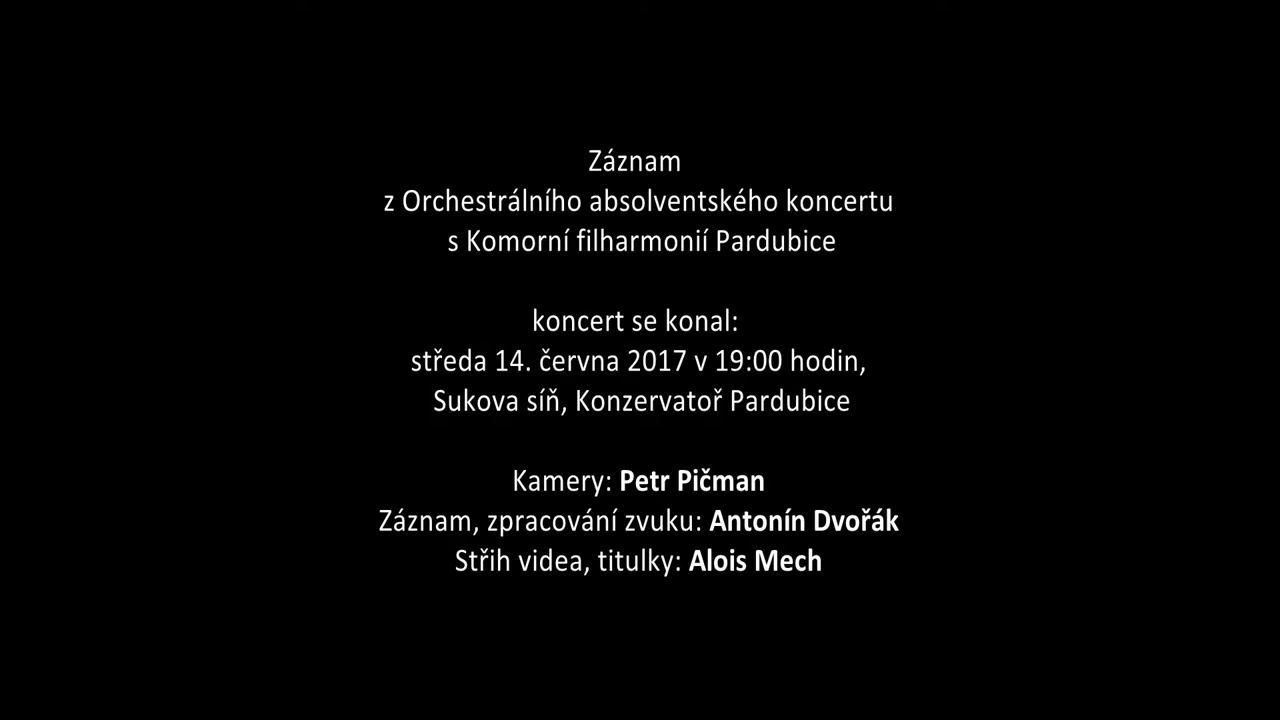 Záznam
z Orchestrálního absolventského koncertu
s Komorní filharmonií Pardubice
koncert se konal:
středa 14. června 2017 v 19:00 hodin,
Sukova síň, Konzervatoř Pardubice
Kamery: Petr Pičman
Záznam, zpracování zvuku: Antonín Dvořák
Střih videa, titulky: Alois Mech